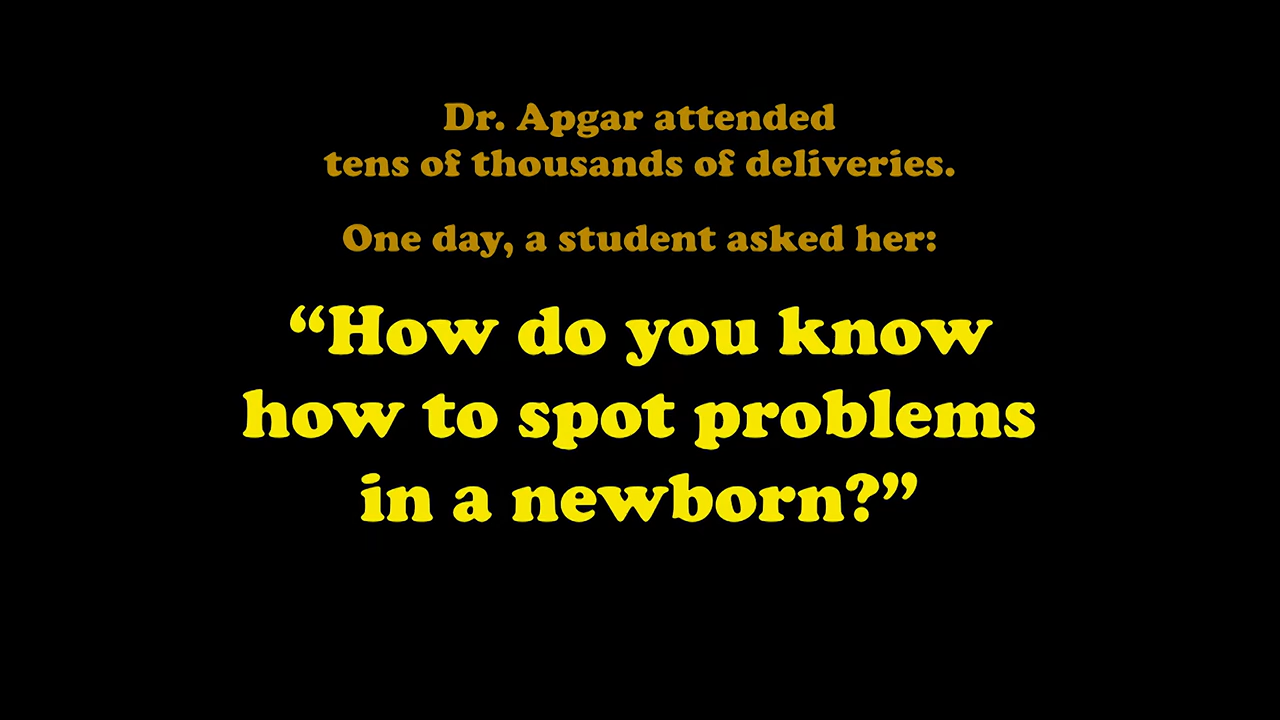 Dr. Apgar attended
tens of thousands of deliveries.
One day, a student asked her:
“How do you know
how to spot problems
in a newborn?”